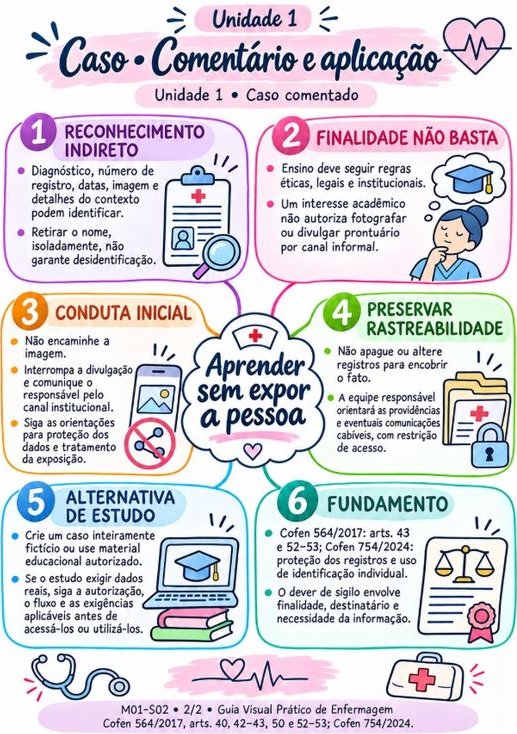 Unidade 1
Caso • Comentário e aplicação
Unidade 1 • Caso comentado
1 RECONHECIMENTO
INDIRETO
• Diagnóstico, número de
registro, datas, imagem e
detalhes do contexto
podem identificar.
• Retirar o nome,
isoladamente, não
garante desidentificação.
2 FINALIDADE NÃO BASTA
• Ensino deve seguir regras
éticas, legais e institucionais.
• Um interesse acadêmico
não autoriza fotografar
ou divulgar prontuário
por canal informal.
3 CONDUTA INICIAL
• Não encaminhe a
imagem.
• Interrompa a divulgação
e comunique o
responsável pelo
canal institucional.
• Siga as orientações
para proteção dos
dados e tratamento
da exposição.
Aprender
sem expor
a pessoa
4 PRESERVAR
RASTREABILIDADE
• Não apague ou altere
registros para encobrir
o fato.
• A equipe responsável
orientará as providências
e eventuais comunicações
cabíveis, com restrição
de acesso.
5 ALTERNATIVA
DE ESTUDO
• Crie um caso inteiramente
fictício ou use material
educacional autorizado.
• Se o estudo exigir dados
reais, siga a autorização,
o fluxo e as exigências
aplicáveis antes de
acessá-los ou utilizá-los.
6 FUNDAMENTO
• Cofen 564/2017: arts. 43
e 52–53; Cofen 754/2024:
proteção dos registros e uso
de identificação individual.
• O dever de sigilo envolve
finalidade, destinatário e
necessidade da informação.
M01-S02 • 2/2 • Guia Visual Prático de Enfermagem
Cofen 564/2017, arts. 40, 42–43, 50 e 52–53; Cofen 754/2024.